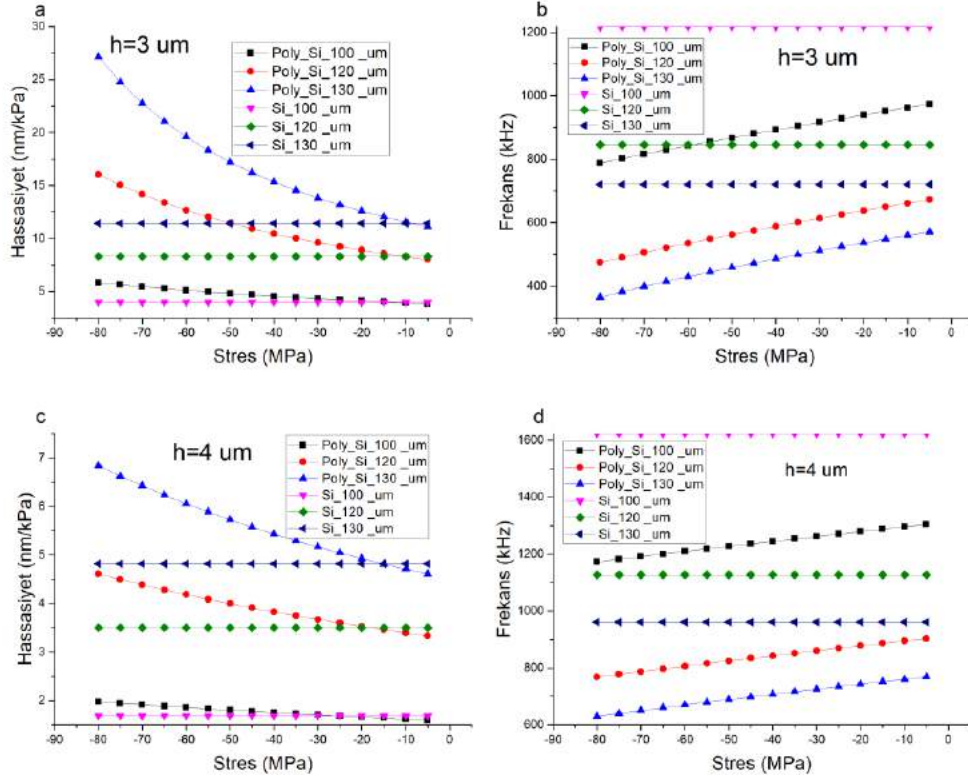 a
h=3 um
Poly_Si_100 _um
Poly_Si_120 _um
Poly_Si_130 _um
Si_100 _um
Si_120 _um
Si_130 _um
Hassasiyet (nm/kPa)
30
25
20
15
10
5
-90 -80 -70 -60 -50 -40 -30 -20 -10 0
Stres (MPa)
b
h=3 um
Poly_Si_100 _um
Poly_Si_120 _um
Poly_Si_130 _um
Si_100 _um
Si_120 _um
Si_130 _um
Frekans (kHz)
1200
1000
800
600
400
-90 -80 -70 -60 -50 -40 -30 -20 -10 0
Stres (MPa)
c
h=4 um
Poly_Si_100 _um
Poly_Si_120 _um
Poly_Si_130 _um
Si_100 _um
Si_120 _um
Si_130 _um
Hassasiyet (nm/kPa)
7
6
5
4
3
2
-90 -80 -70 -60 -50 -40 -30 -20 -10 0
Stres (MPa)
d
h=4 um
Poly_Si_100 _um
Poly_Si_120 _um
Poly_Si_130 _um
Si_100 _um
Si_120 _um
Si_130 _um
Frekans (kHz)
1600
1400
1200
1000
800
600
-90 -80 -70 -60 -50 -40 -30 -20 -10 0
Stres (MPa)